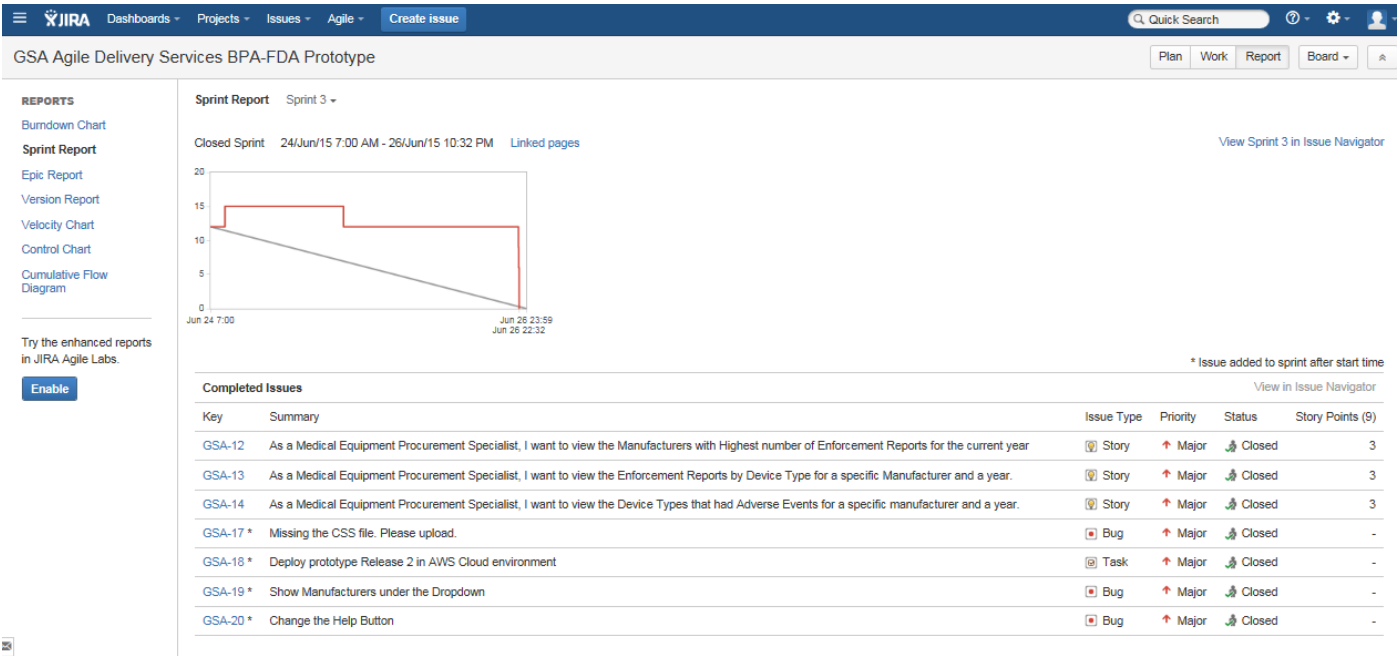 JIRA Dashboards Projects Issues Agile Create issue Quick Search
GSA Agile Delivery Services BPA-FDA Prototype Plan Work Report Board
REPORTS
Burndown Chart
Sprint Report
Epic Report
Version Report
Velocity Chart
Control Chart
Cumulative Flow
Diagram
Try the enhanced reports
in JIRA Agile Labs.
Enable
Sprint Report Sprint 3
Closed Sprint 24/Jun/15 7:00 AM - 26/Jun/15 10:32 PM Linked pages View Sprint 3 in Issue Navigator
20
15
10
5
0
Jun 24 7:00 Jun 26 23:59
Jun 26 22:32
* Issue added to sprint after start time
Completed Issues View in Issue Navigator
Key Summary Issue Type Priority Status Story Points (9)
GSA-12 As a Medical Equipment Procurement Specialist, I want to view the Manufacturers with Highest number of Enforcement Reports for the current year Story Major Closed 3
GSA-13 As a Medical Equipment Procurement Specialist, I want to view the Enforcement Reports by Device Type for a specific Manufacturer and a year. Story Major Closed 3
GSA-14 As a Medical Equipment Procurement Specialist, I want to view the Device Types that had Adverse Events for a specific manufacturer and a year. Story Major Closed 3
GSA-17 * Missing the CSS file. Please upload. Bug Major Closed -
GSA-18 * Deploy prototype Release 2 in AWS Cloud environment Task Major Closed -
GSA-19 * Show Manufacturers under the Dropdown Bug Major Closed -
GSA-20 * Change the Help Button Bug Major Closed -